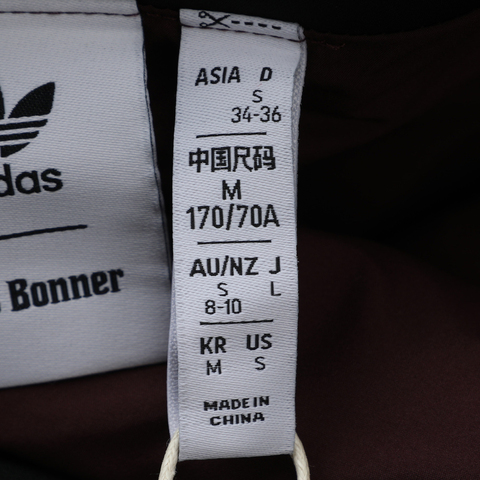 das
Bonner
ASIA D
S
34-36
中国尺码
M
170/70A
AU/NZ J
S L
8-10
KR US
M S
MADE IN
CHINA